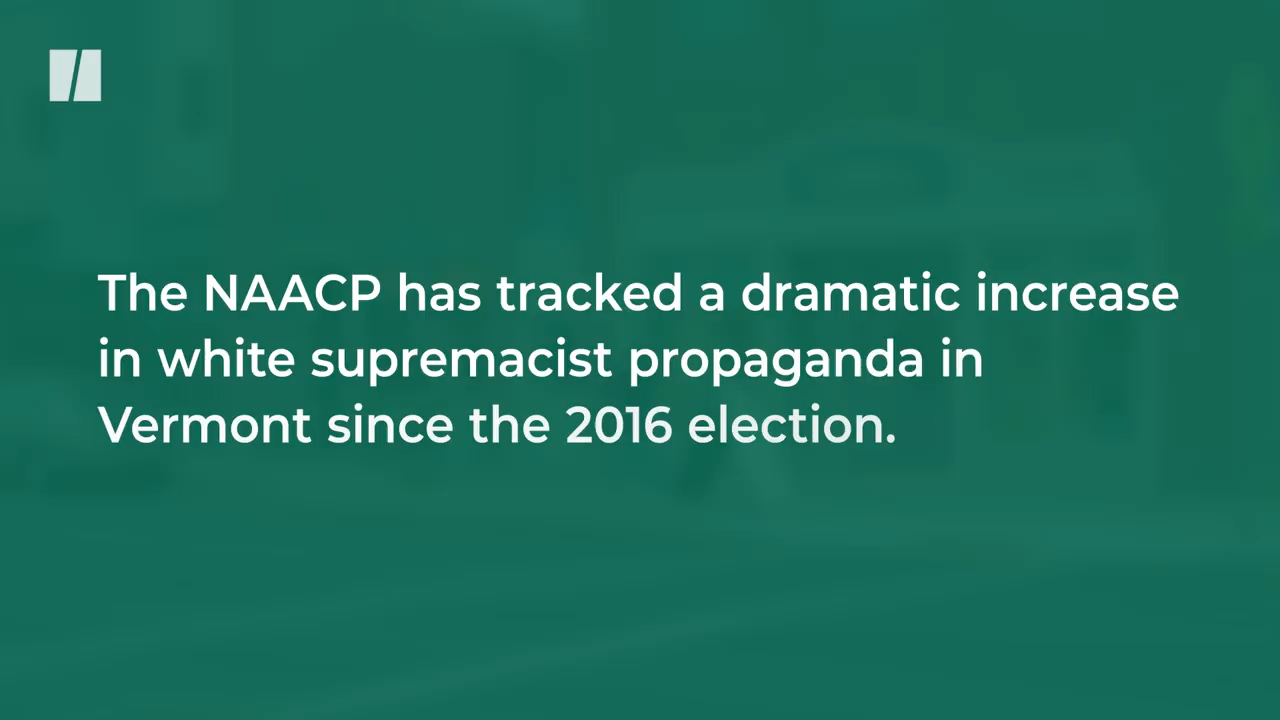 The NAACP has tracked a dramatic increase
in white supremacist propaganda in
Vermont since the 2016 election.